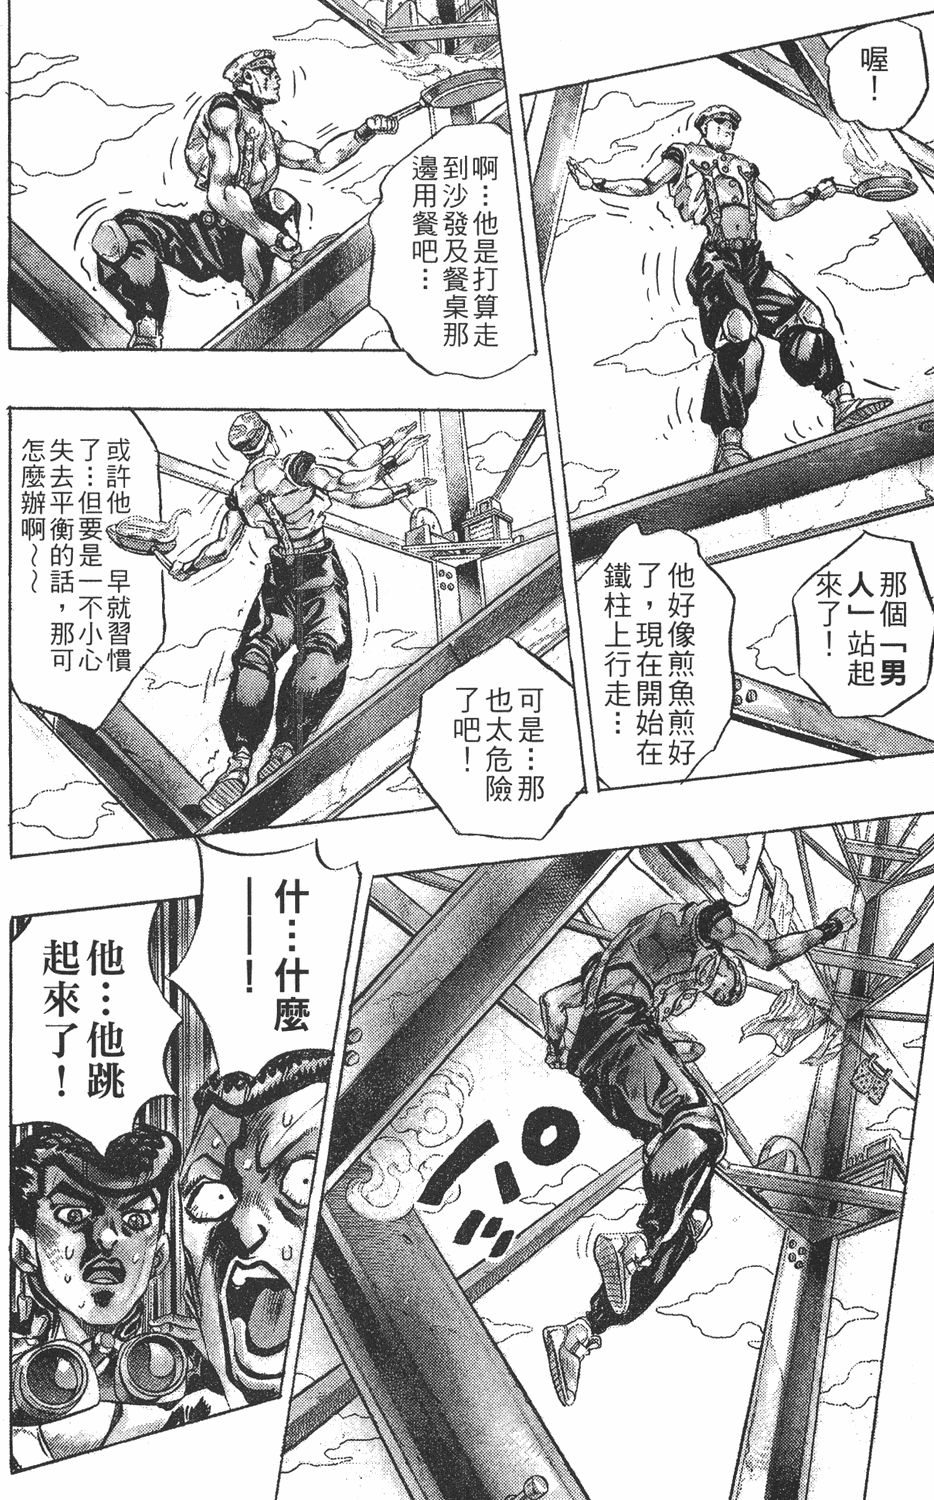 喔！
那個「男
人」站起
來了！
他好像煎魚煎好
了，現在開始在
鐵柱上行走…
啊…他是打算走
到沙發及餐桌那
邊用餐吧…
可是…那
也太危險
了吧！
或許他　早就習慣
了…但要是一不小心
失去平衡的話，那可
怎麼辦啊～～
什…什麼
——！
他…他跳
起來了！